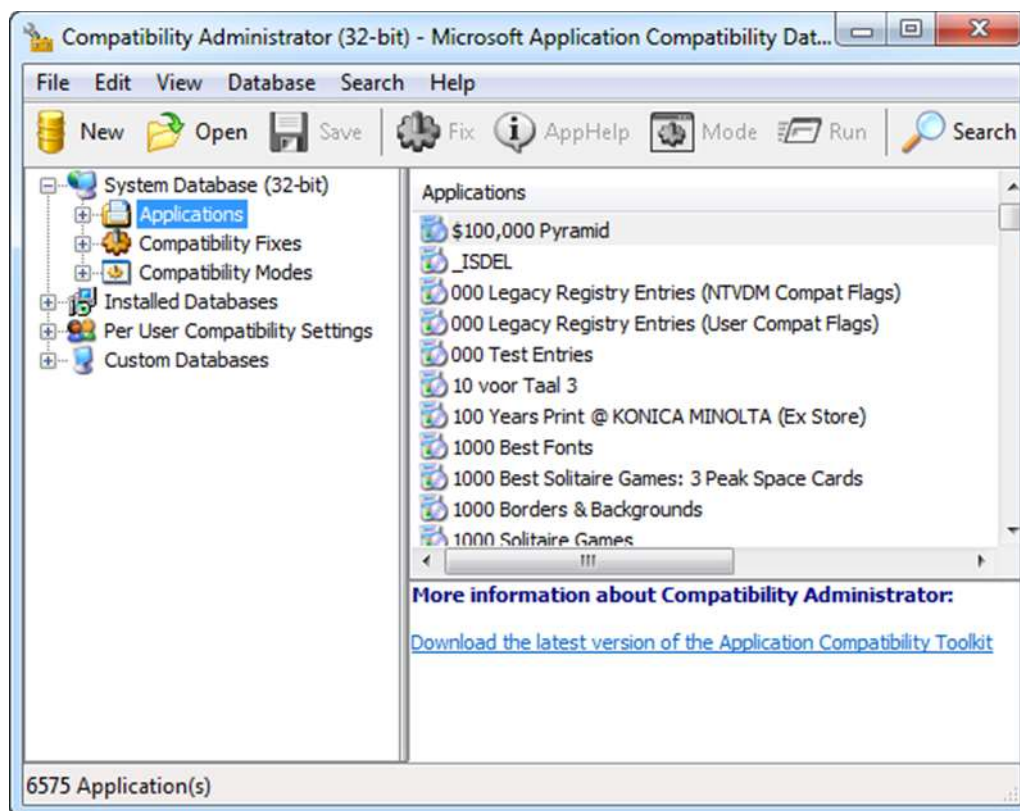 Compatibility Administrator (32-bit) - Microsoft Application Compatibility Dat...
File Edit View Database Search Help
New Open Save Fix AppHelp Mode Run Search
System Database (32-bit)
Applications
Compatibility Fixes
Compatibility Modes
Installed Databases
Per User Compatibility Settings
Custom Databases
Applications
$100,000 Pyramid
_ISDEL
000 Legacy Registry Entries (NTVDM Compat Flags)
000 Legacy Registry Entries (User Compat Flags)
000 Test Entries
10 voor Taal 3
100 Years Print @ KONICA MINOLTA (Ex Store)
1000 Best Fonts
1000 Best Solitaire Games: 3 Peak Space Cards
1000 Borders & Backgrounds
1000 Solitaire Games
More information about Compatibility Administrator:
Download the latest version of the Application Compatibility Toolkit
6575 Application(s)